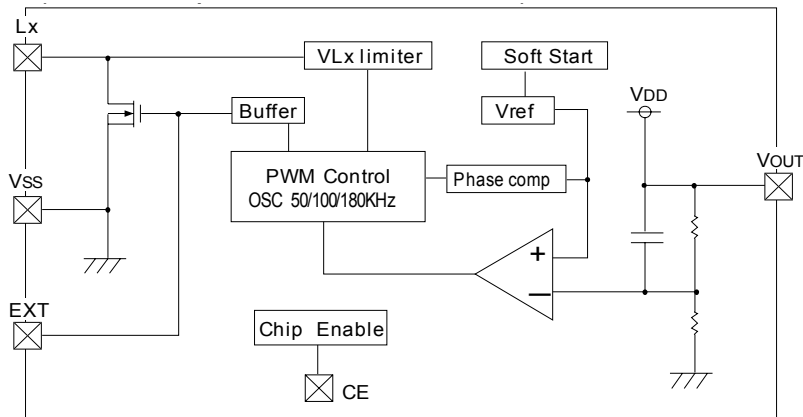 Lx
VLx limiter
Soft Start
Buffer
Vref
VDD
VSS
PWM Control
OSC 50/100/180KHz
Phase comp
VOUT
+
−
EXT
Chip Enable
CE